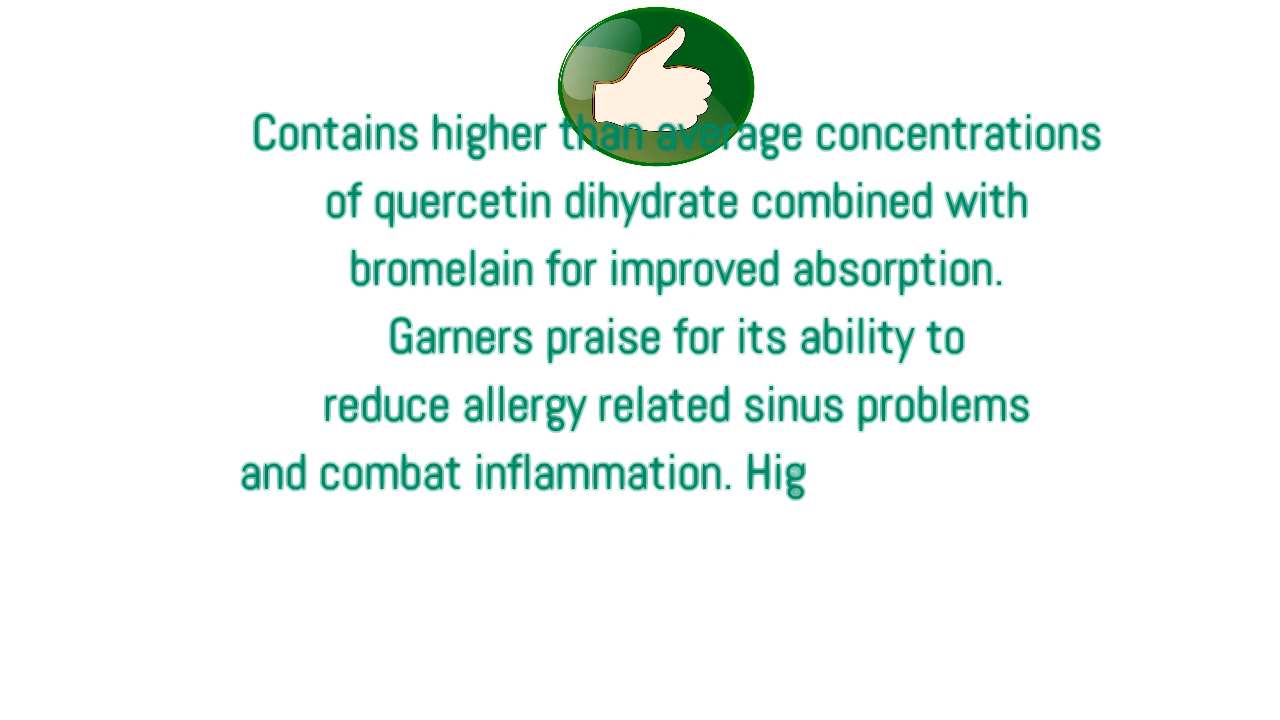 Contains higher than average concentrations
of quercetin dihydrate combined with
bromelain for improved absorption.
Garners praise for its ability to
reduce allergy related sinus problems
and combat inflammation. Hig